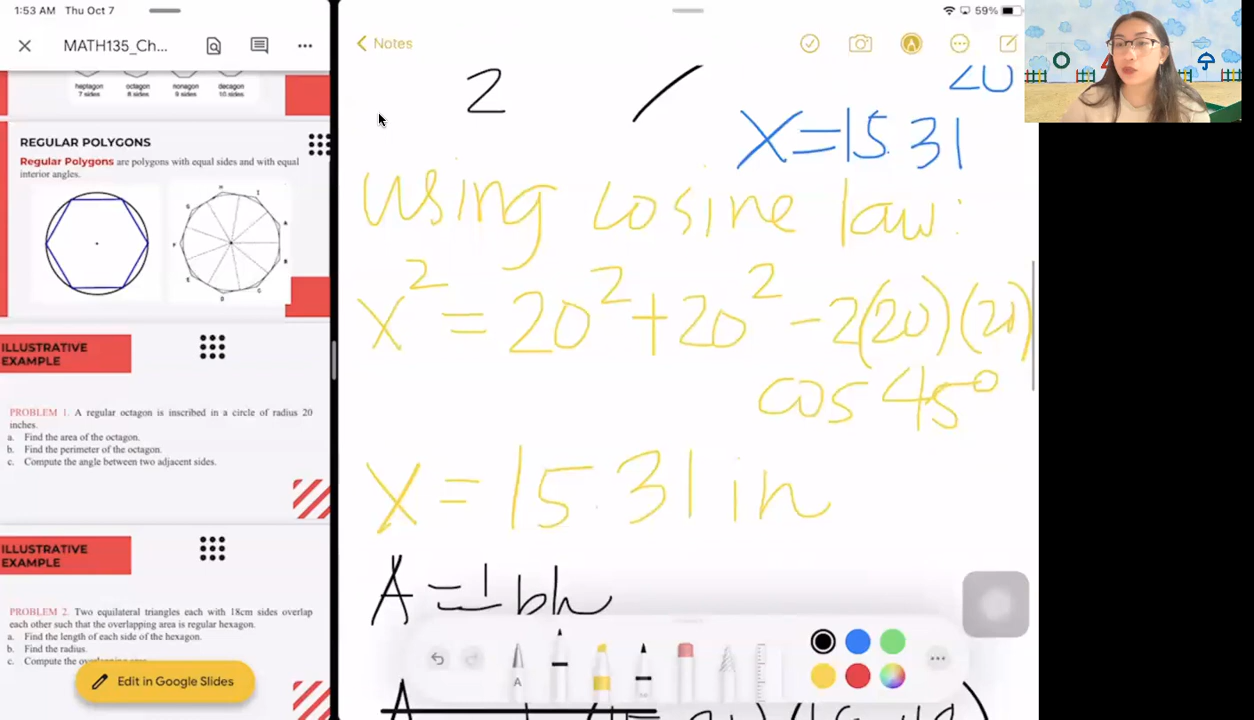 1:53 AM Thu Oct 7
MATH135_Ch...
heptagon
7 sides
octagon
8 sides
nonagon
9 sides
decagon
10 sides
REGULAR POLYGONS
Regular Polygons are polygons with equal sides and with equal
interior angles.
ILLUSTRATIVE
EXAMPLE
PROBLEM 1. A regular octagon is inscribed in a circle of radius 20
inches.
a. Find the area of the octagon.
b. Find the perimeter of the octagon.
c. Compute the angle between two adjacent sides.
ILLUSTRATIVE
EXAMPLE
PROBLEM 2. Two equilateral triangles each with 18cm sides overlap
each other such that the overlapping area is regular hexagon.
a. Find the length of each side of the hexagon.
b. Find the radius.
c. Compute the
Edit in Google Slides
59%
Notes
2
20
X=15.31
Using cosine law:
x² = 20² + 20² - 2(20)(20)
cos 45°
X = 15.31 in
A = 1 bh
A